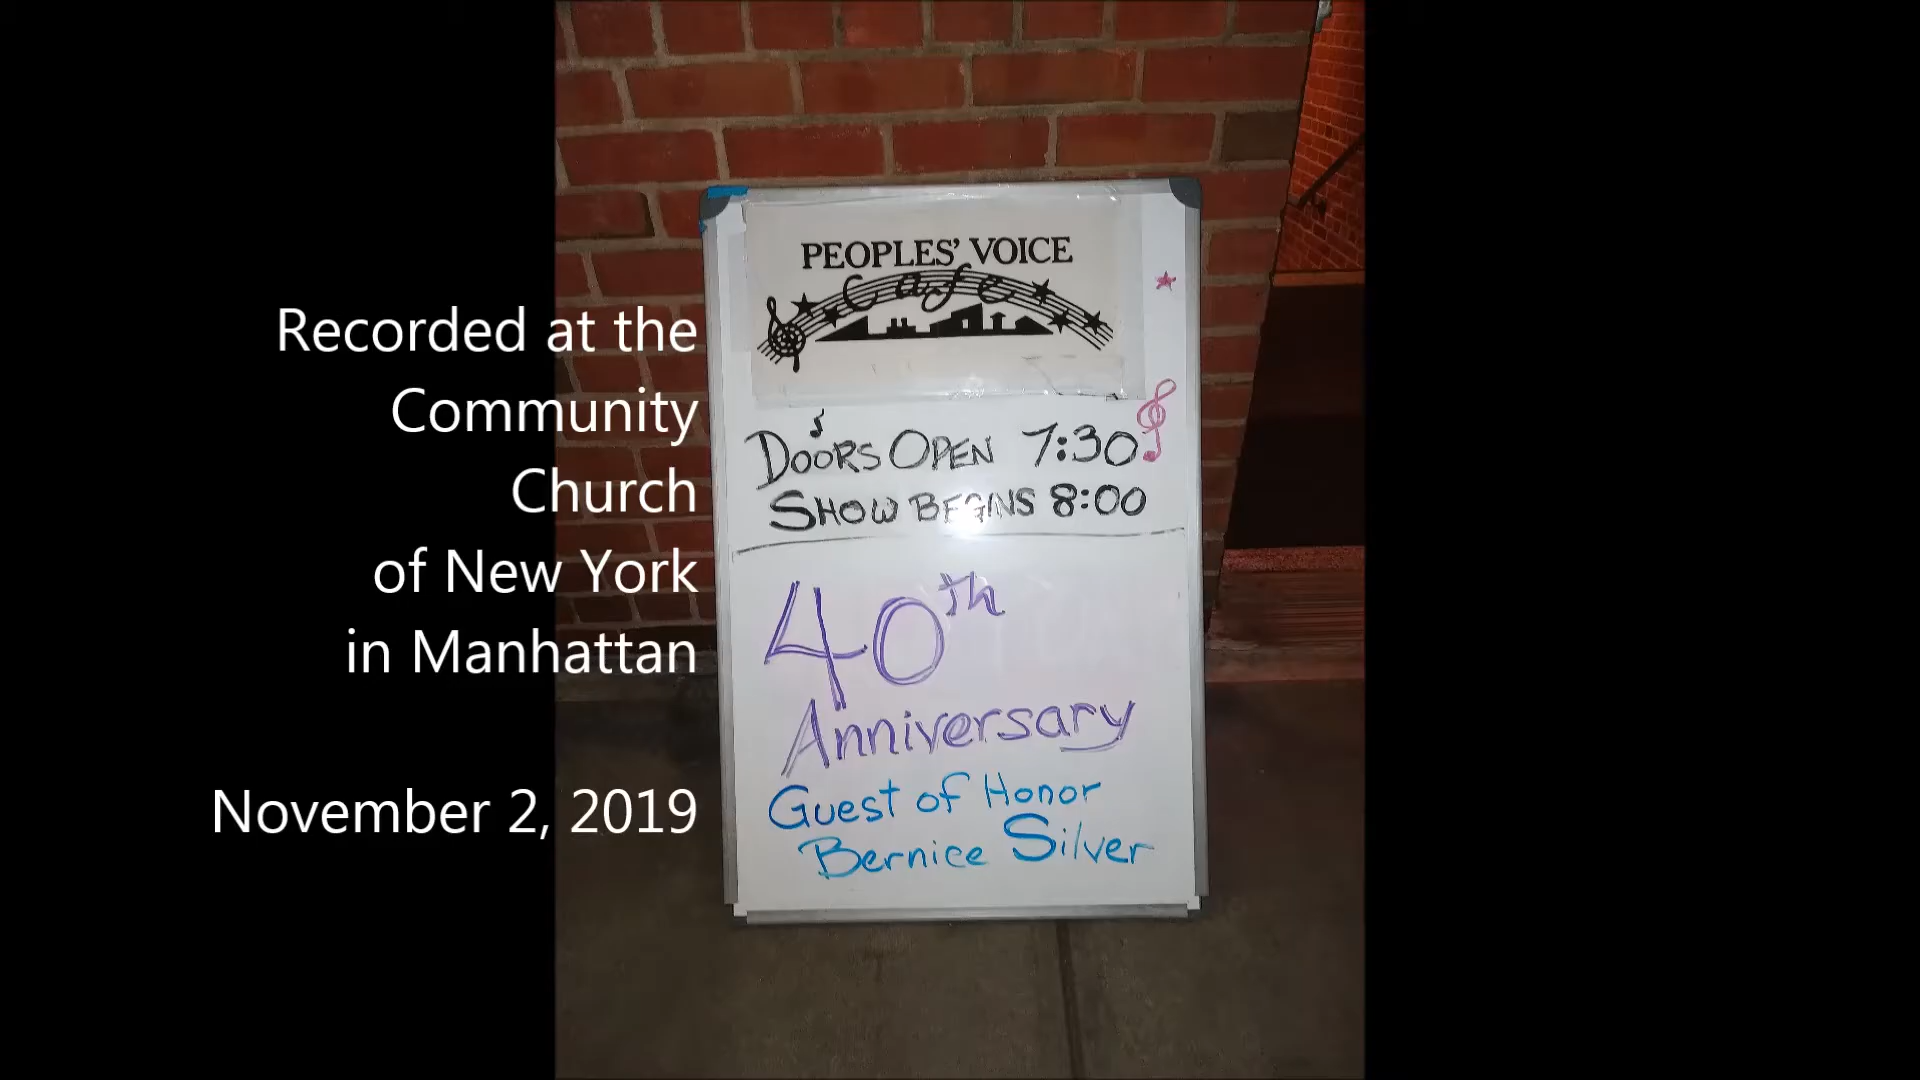 Recorded at the
Community
Church
of New York
in Manhattan
November 2, 2019
PEOPLES' VOICE
Cafe
DOORS OPEN 7:30
SHOW BEGINS 8:00
40th
Anniversary
Guest of Honor
Bernice Silver